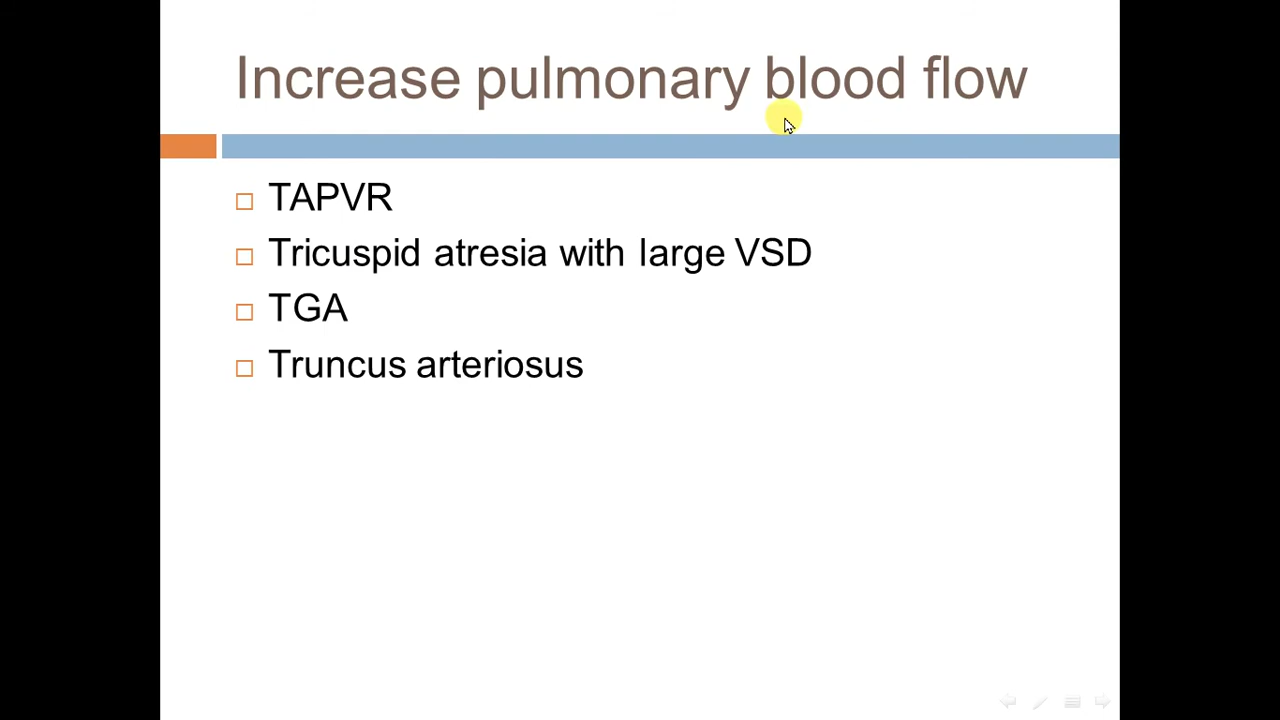 Increase pulmonary blood flow
TAPVR
Tricuspid atresia with large VSD
TGA
Truncus arteriosus